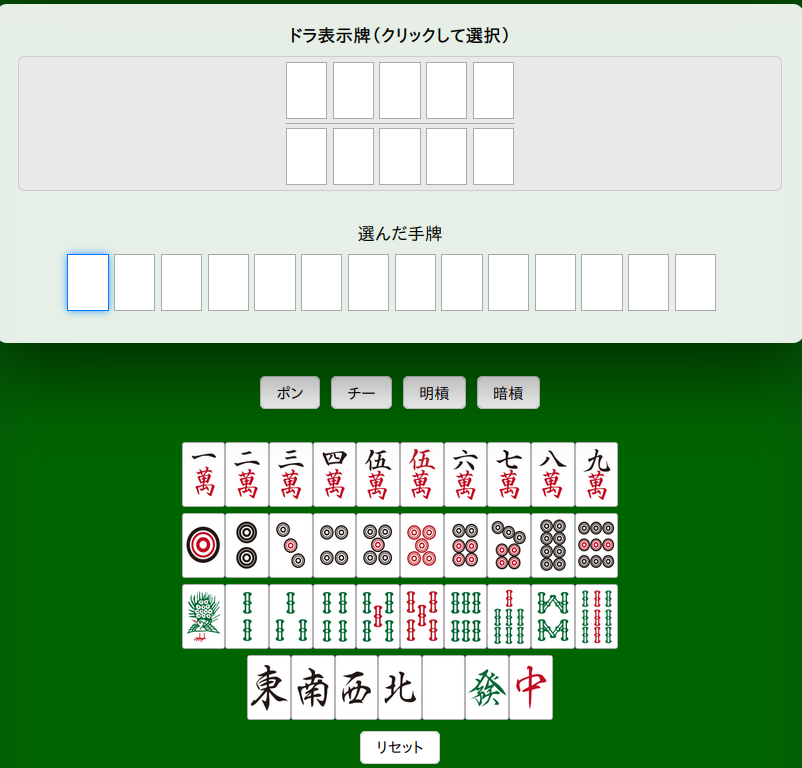 ドラ表示牌（クリックして選択）
選んだ手牌
ポン チー 明槓 暗槓
一萬 二萬 三萬 四萬 伍萬 伍萬 六萬 七萬 八萬 九萬
東 南 西 北 發 中
リセット